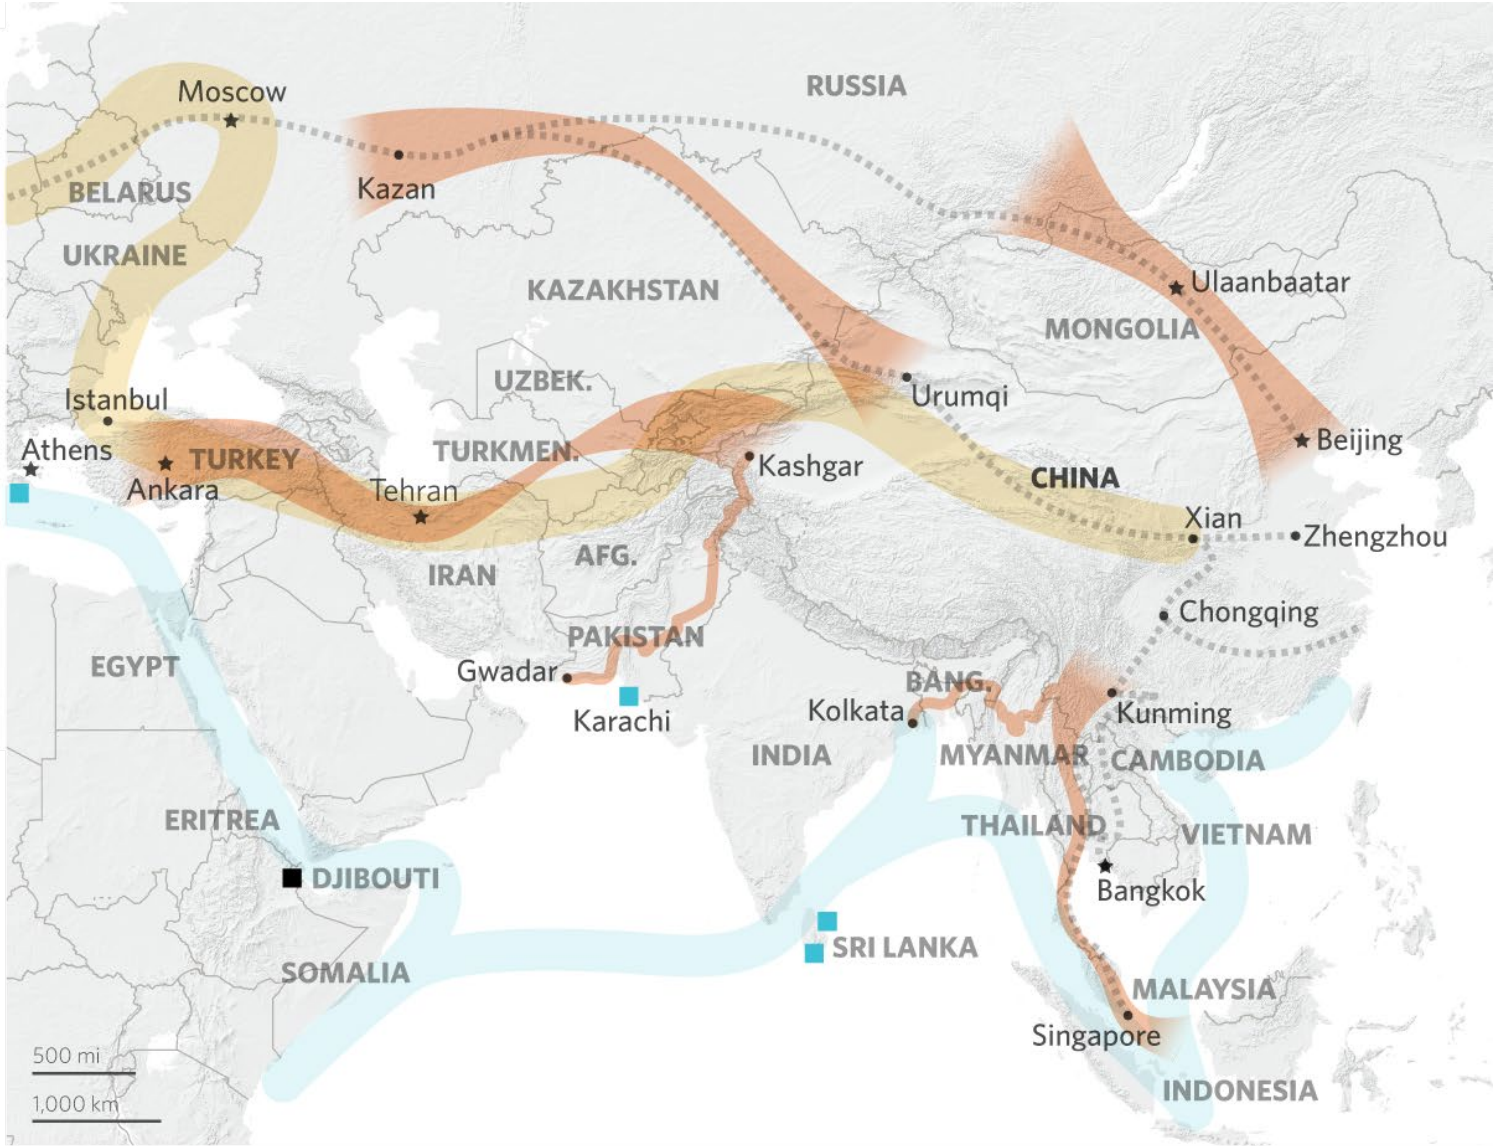 RUSSIA
Moscow
Kazan
BELARUS
UKRAINE
KAZAKHSTAN
Ulaanbaatar
MONGOLIA
UZBEK.
Urumqi
Istanbul
Athens
TURKEY
TURKMEN.
Beijing
Ankara
Tehran
Kashgar
CHINA
Xian
Zhengzhou
AFG.
IRAN
Chongqing
PAKISTAN
EGYPT
Gwadar
BANG.
Karachi
Kolkata
Kunming
INDIA
MYANMAR
CAMBODIA
ERITREA
THAILAND
VIETNAM
DJIBOUTI
Bangkok
SRI LANKA
SOMALIA
MALAYSIA
Singapore
500 mi
INDONESIA
1,000 km